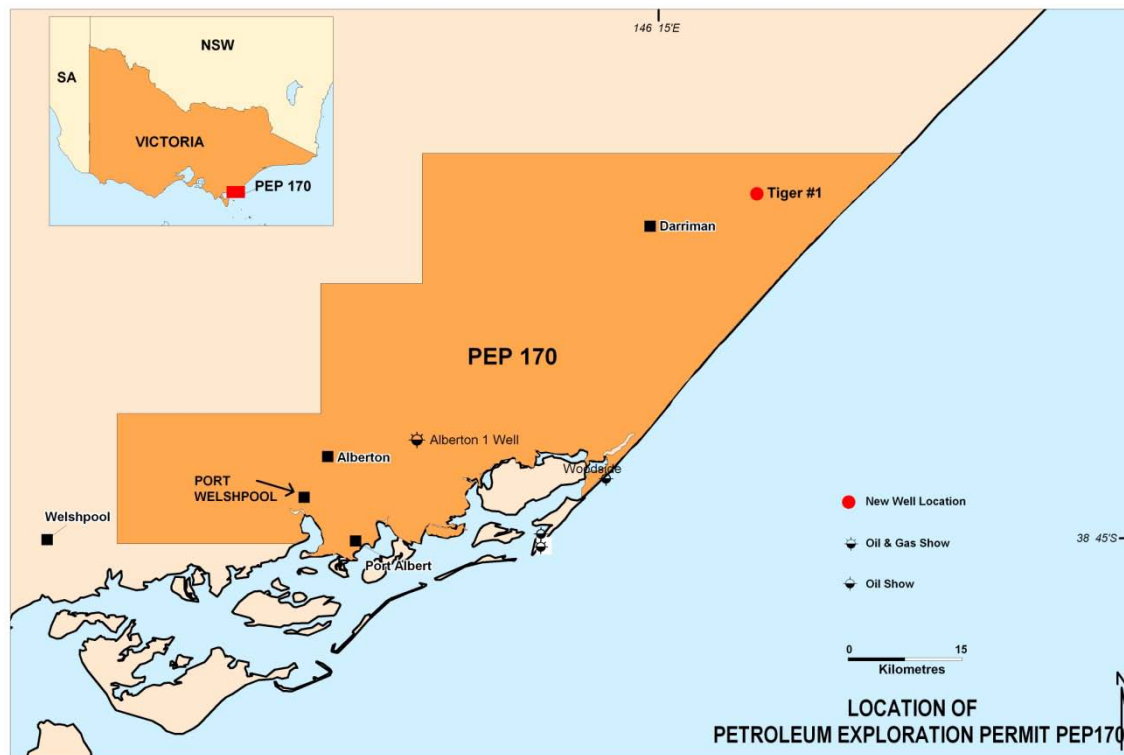 146 15'E
NSW
SA
VICTORIA
PEP 170
Tiger #1
Darriman
PEP 170
Alberton 1 Well
Alberton
Woodside
PORT
WELSHPOOL
Welshpool
New Well Location
38 45'S
Oil & Gas Show
Port Albert
Oil Show
0 15
Kilometres
N
LOCATION OF
PETROLEUM EXPLORATION PERMIT PEP170